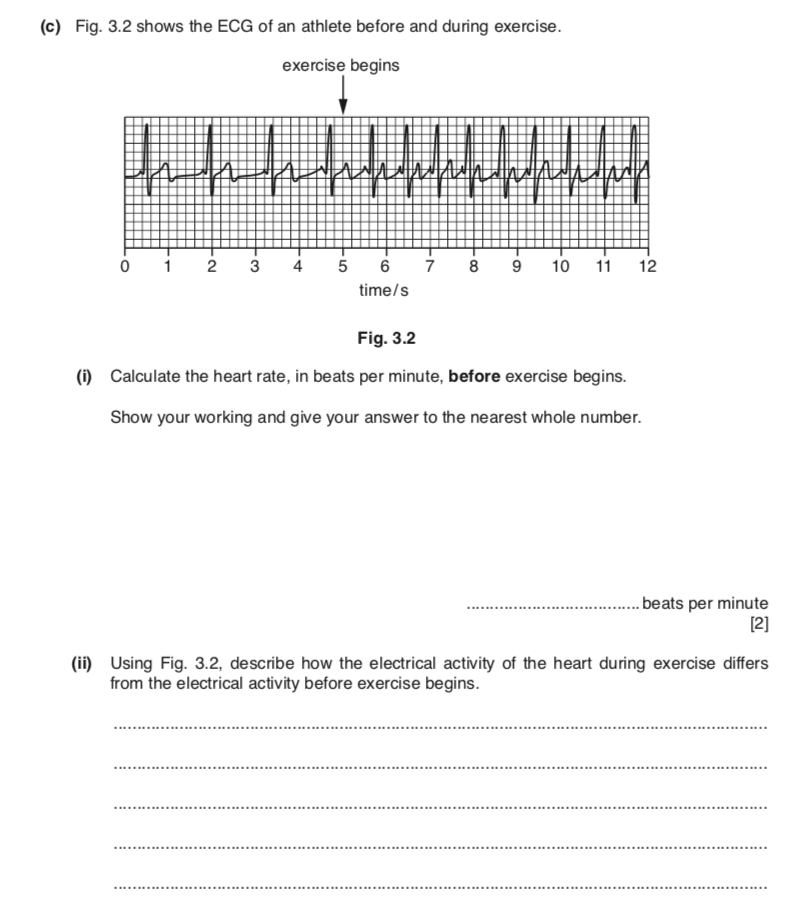 (c) Fig. 3.2 shows the ECG of an athlete before and during exercise.
exercise begins
0 1 2 3 4 5 6 7 8 9 10 11 12
time/s
Fig. 3.2
(i) Calculate the heart rate, in beats per minute, before exercise begins.
Show your working and give your answer to the nearest whole number.
....................................... beats per minute
[2]
(ii) Using Fig. 3.2, describe how the electrical activity of the heart during exercise differs
from the electrical activity before exercise begins.